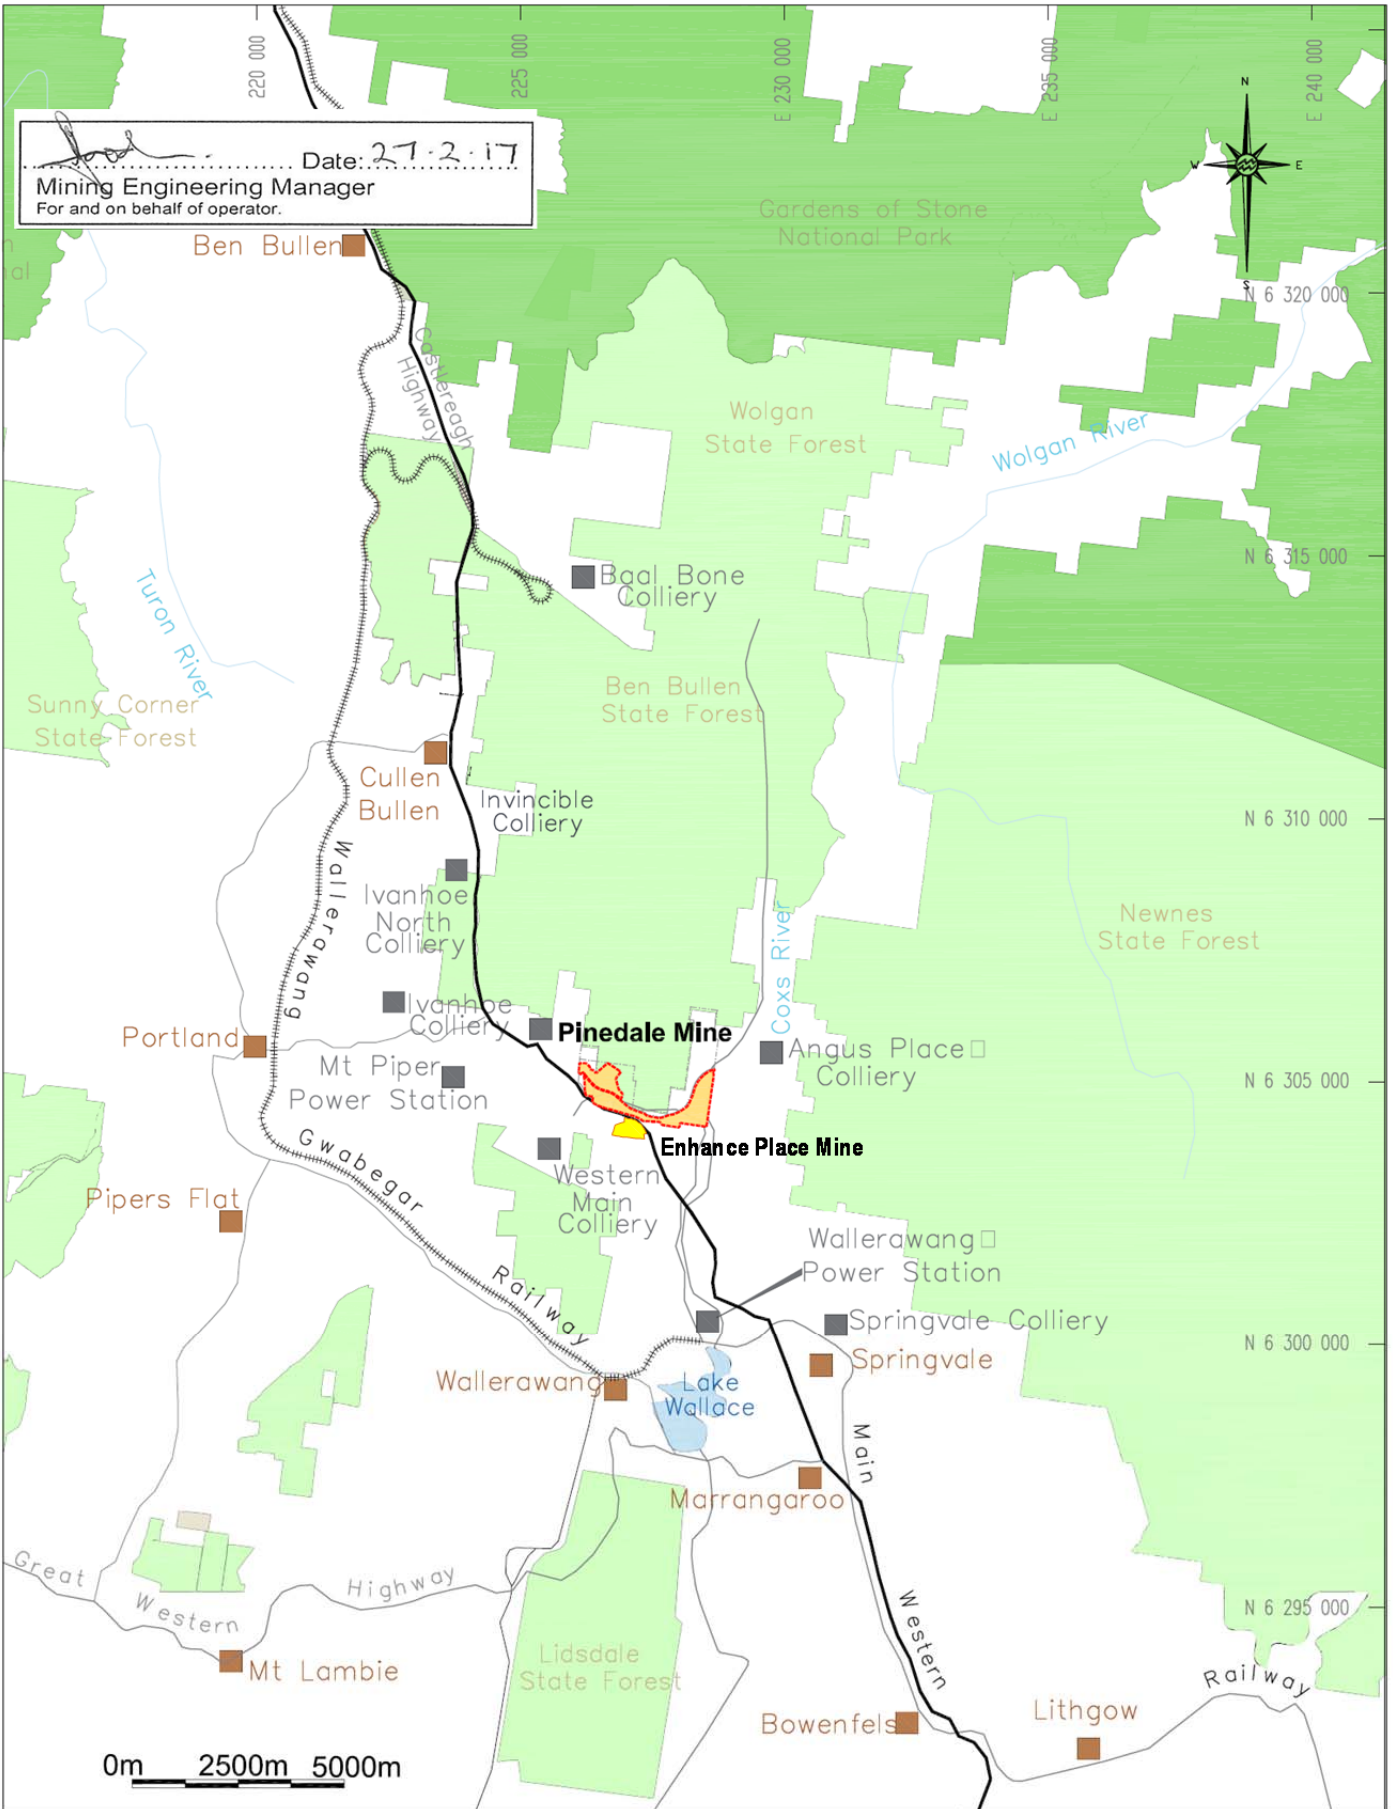 220 000
225 000
E 230 000
E 235 000
E 240 000
Date: 27.2.17
Mining Engineering Manager
For and on behalf of operator.
N
W
E
S
Gardens of Stone
National Park
Ben Bullen
N 6 320 000
Castlereagh
Highway
Wolgan
State Forest
Wolgan River
N 6 315 000
Baal Bone
Colliery
Turon River
Ben Bullen
State Forest
Sunny Corner
State Forest
Cullen
Bullen
Invincible
Colliery
N 6 310 000
Wallerawang
Ivanhoe
North
Colliery
Newnes
State Forest
Coxs River
Ivanhoe
Colliery
Portland
Pinedale Mine
Angus Place
Colliery
Mt Piper
Power Station
N 6 305 000
Gwabegar
Enhance Place Mine
Western
Main
Colliery
Pipers Flat
Wallerawang
Power Station
Railway
Springvale Colliery
N 6 300 000
Springvale
Wallerawang
Lake
Wallace
Main
Marrangaroo
Great
Western
Highway
Western
N 6 295 000
Lidsdale
State Forest
Mt Lambie
Railway
Bowenfels
Lithgow
0m 2500m 5000m